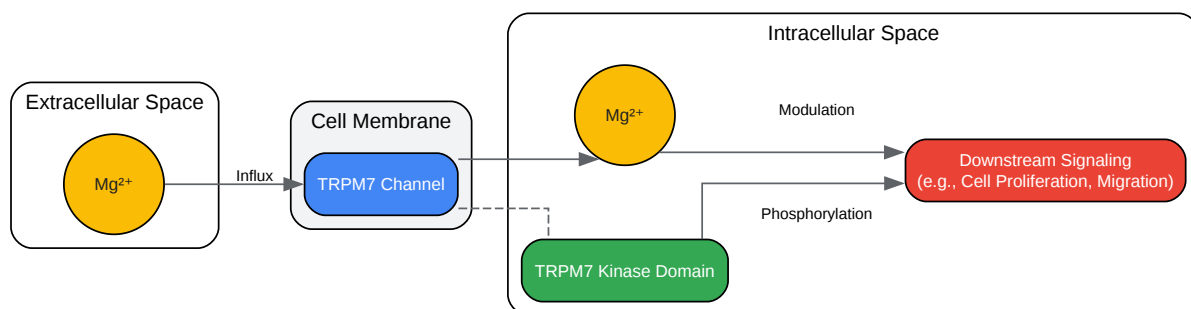 Intracellular Space
Extracellular Space
Mg²⁺
Influx
Cell Membrane
TRPM7 Channel
Mg²⁺
Modulation
Downstream Signaling
(e.g., Cell Proliferation, Migration)
Phosphorylation
TRPM7 Kinase Domain